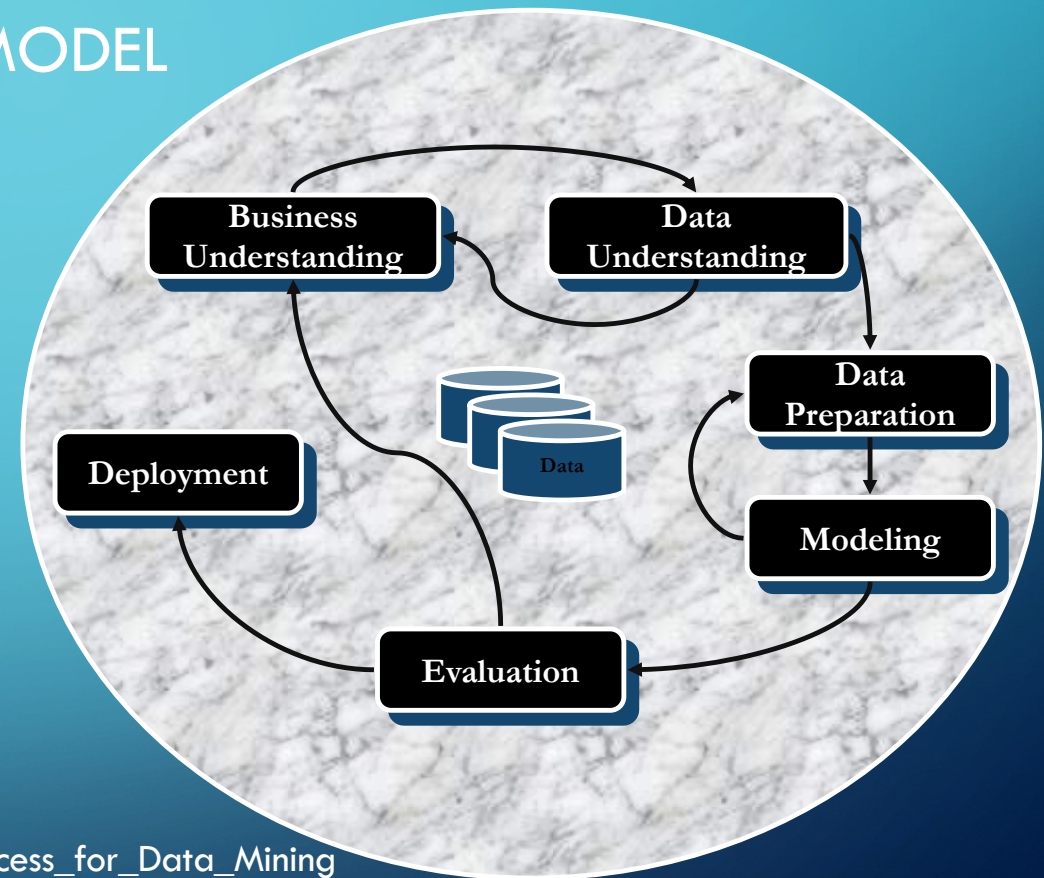 MODEL
Business
Understanding
Data
Understanding
Data
Preparation
Data
Deployment
Modeling
Evaluation
cess_for_Data_Mining